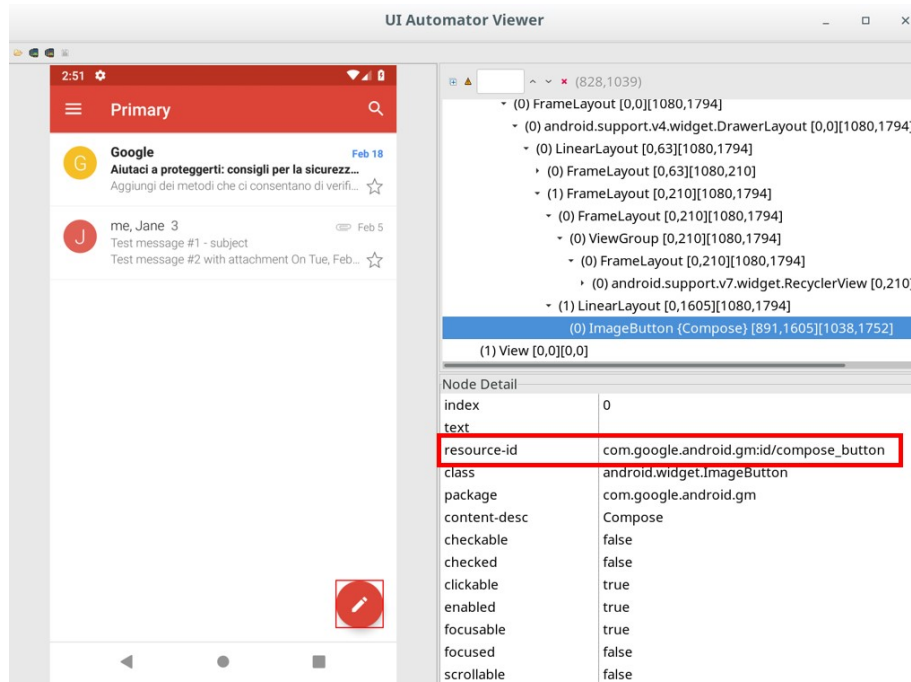 UI Automator Viewer
(828,1039)
2:51
Primary
Google
Feb 18
Aiutaci a proteggerti: consigli per la sicurezz...
Aggiungi dei metodi che ci consentano di verifi...
me, Jane 3
Feb 5
Test message #1 - subject
Test message #2 with attachment On Tue, Feb...
(0) FrameLayout [0,0][1080,1794]
(0) android.support.v4.widget.DrawerLayout [0,0][1080,1794]
(0) LinearLayout [0,63][1080,1794]
(0) FrameLayout [0,63][1080,210]
(1) FrameLayout [0,210][1080,1794]
(0) FrameLayout [0,210][1080,1794]
(0) ViewGroup [0,210][1080,1794]
(0) FrameLayout [0,210][1080,1794]
(0) android.support.v7.widget.RecyclerView [0,210]
(1) LinearLayout [0,1605][1080,1794]
(0) ImageButton {Compose} [891,1605][1038,1752]
(1) View [0,0][0,0]
Node Detail
index 0
text
resource-id com.google.android.gm:id/compose_button
class android.widget.ImageButton
package com.google.android.gm
content-desc Compose
checkable false
checked false
clickable true
enabled true
focusable true
focused false
scrollable false
G
J